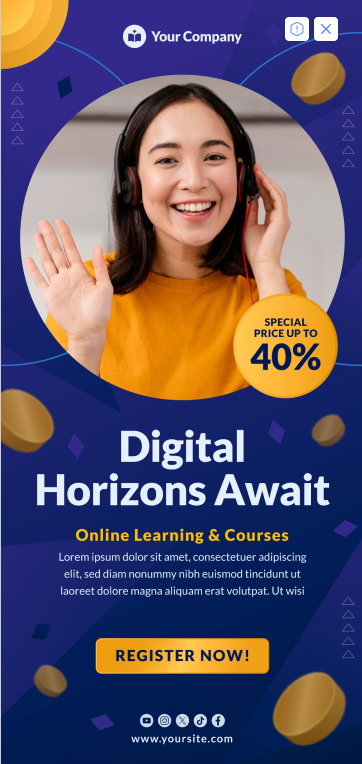 Your Company
SPECIAL
PRICE UP TO
40%
Digital
Horizons Await
Online Learning & Courses
Lorem ipsum dolor sit amet, consectetuer adipiscing
elit, sed diam nonummy nibh euismod tincidunt ut
laoreet dolore magna aliquam erat volutpat. Ut wisi
REGISTER NOW!
www.yoursite.com